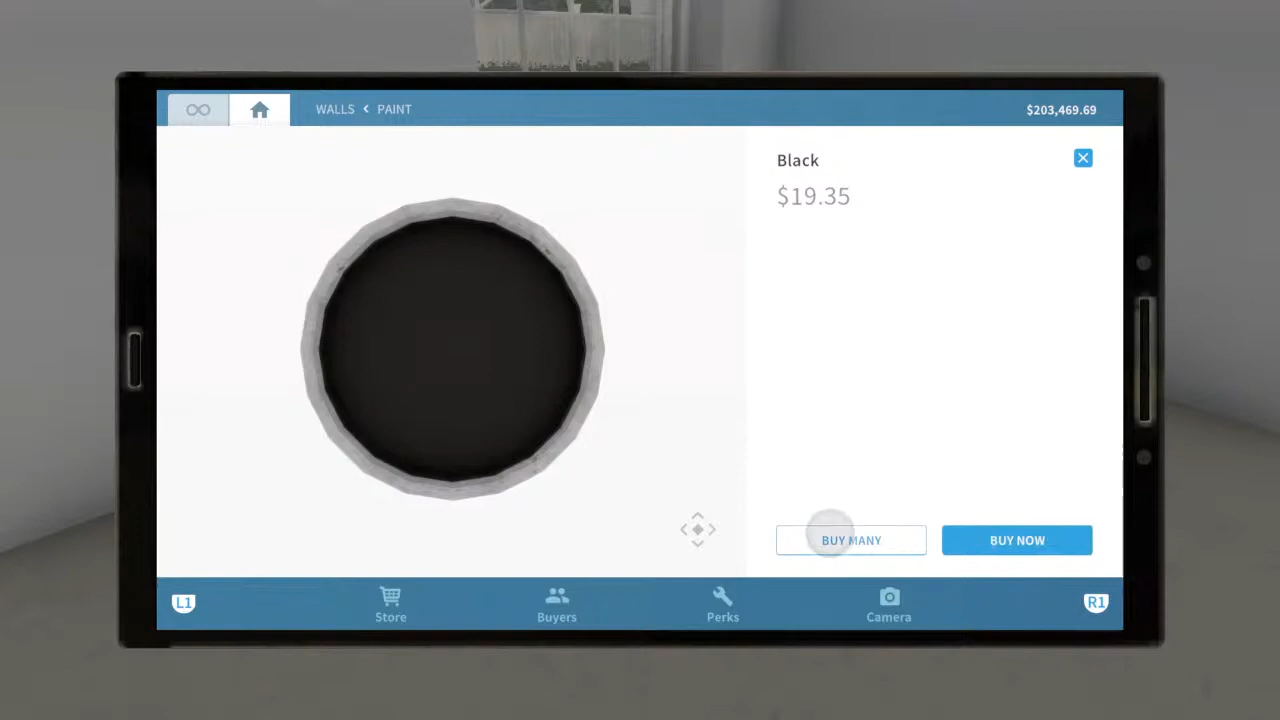 WALLS < PAINT
$203,469.69
Black
$19.35
BUY MANY
BUY NOW
L1
Store
Buyers
Perks
Camera
R1